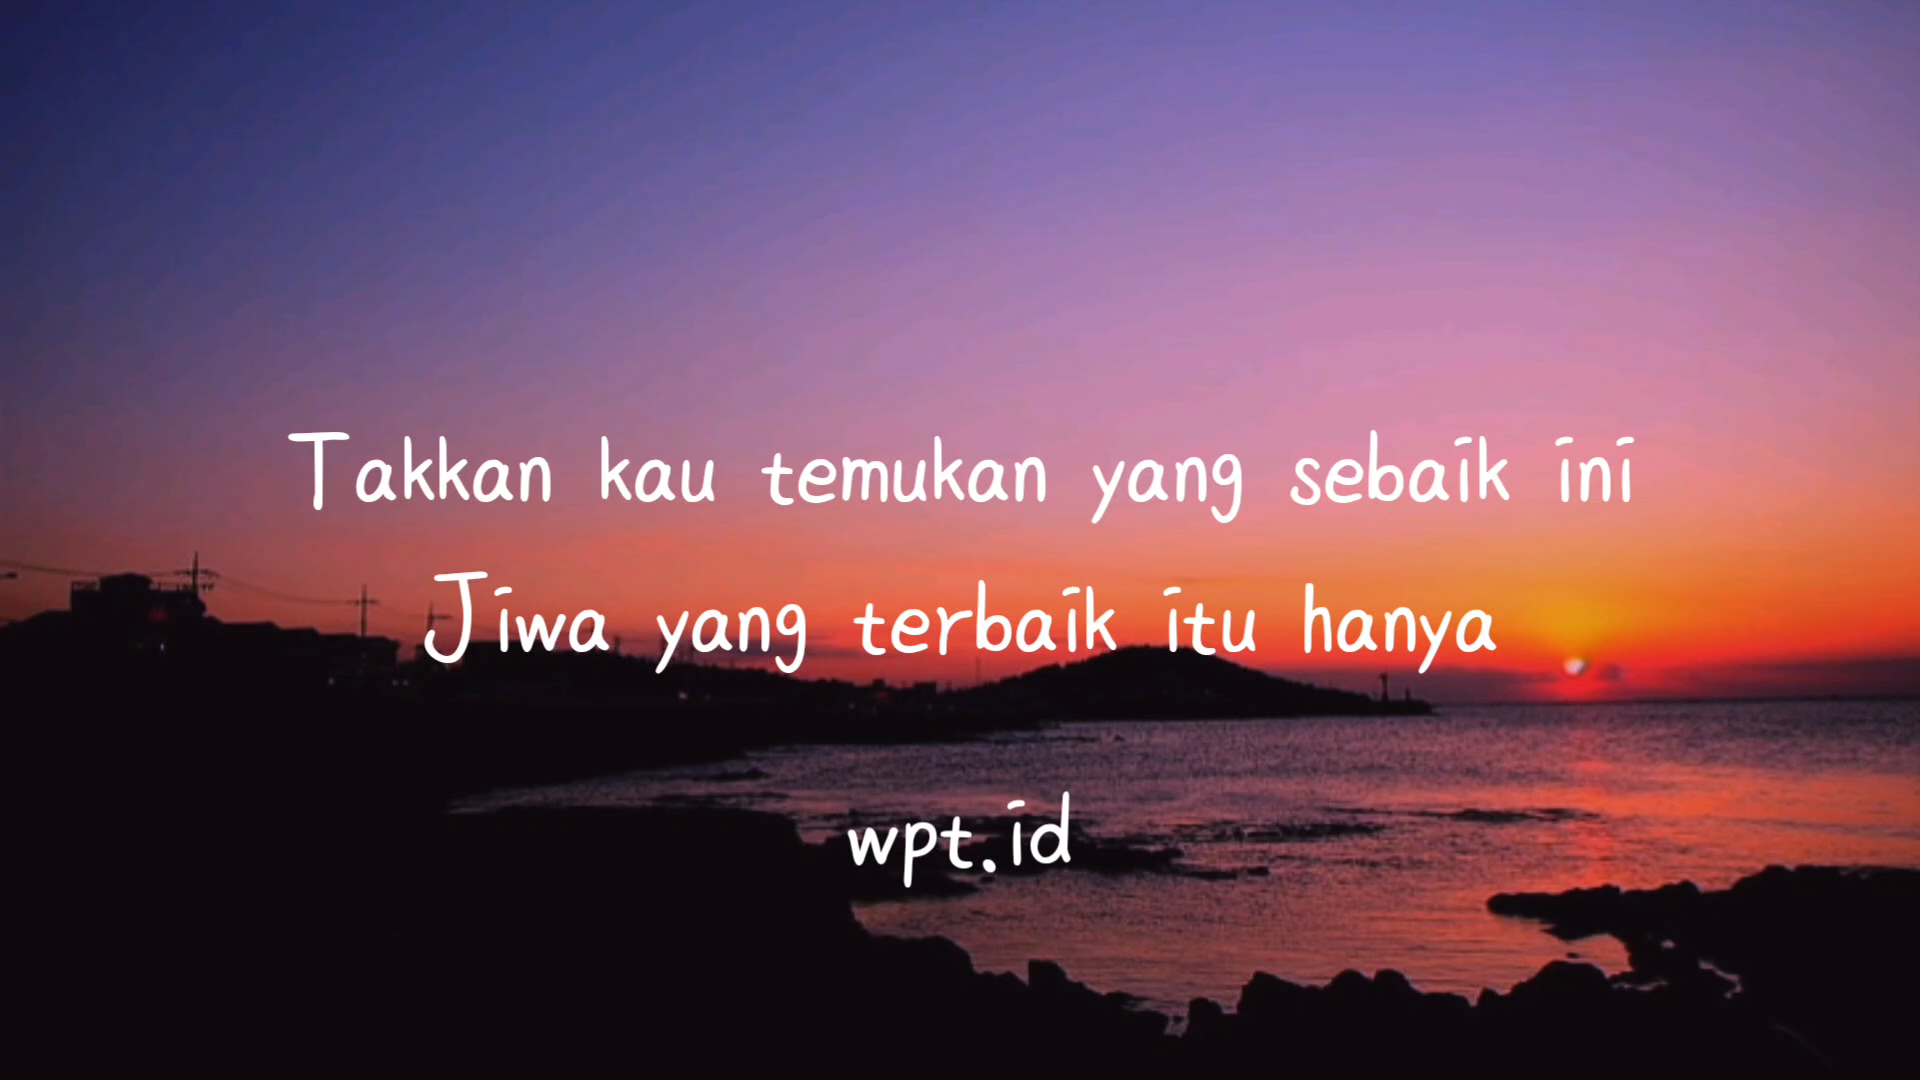 Takkan kau temukan yang sebaik ini
Jiwa yang terbaik itu hanya
wpt.id